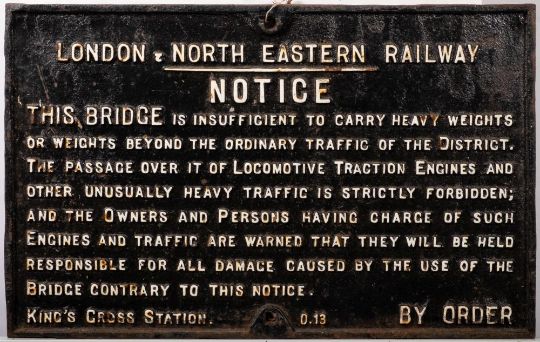 LONDON & NORTH EASTERN RAILWAY
NOTICE
THIS BRIDGE IS INSUFFICIENT TO CARRY HEAVY WEIGHTS
OR WEIGHTS BEYOND THE ORDINARY TRAFFIC OF THE DISTRICT.
THE PASSAGE OVER IT OF LOCOMOTIVE TRACTION ENGINES AND
OTHER UNUSUALLY HEAVY TRAFFIC IS STRICTLY FORBIDDEN;
AND THE OWNERS AND PERSONS HAVING CHARGE OF SUCH
ENGINES AND TRAFFIC ARE WARNED THAT THEY WILL BE HELD
RESPONSIBLE FOR ALL DAMAGE CAUSED BY THE USE OF THE
BRIDGE CONTRARY TO THIS NOTICE.
KING'S CROSS STATION. O.13 BY ORDER